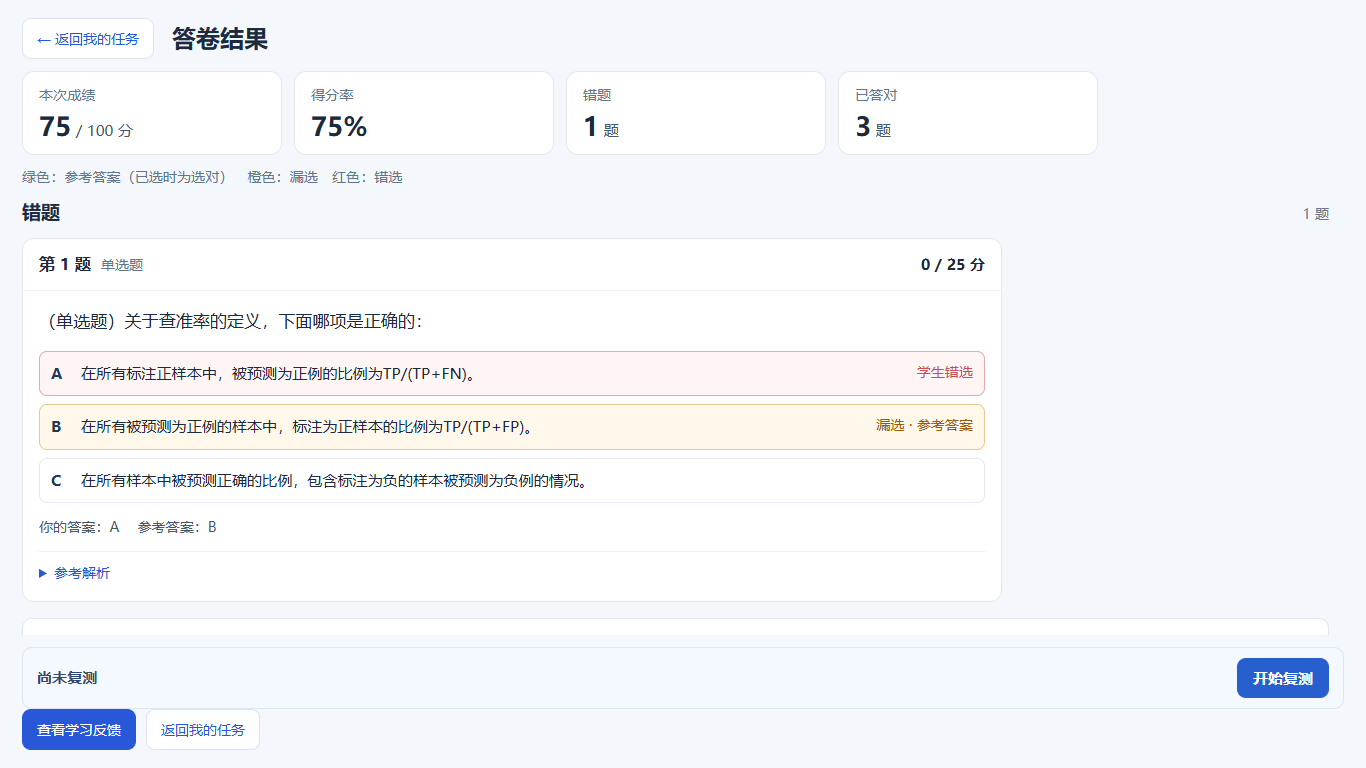 ← 返回我的任务 答卷结果
本次成绩 得分率 错题 已答对
75 / 100 分 75% 1 题 3 题
绿色：参考答案（已选时为选对） 橙色：漏选 红色：错选
错题 1 题
第 1 题 单选题 0 / 25 分
（单选题）关于查准率的定义，下面哪项是正确的：
A 在所有标注正样本中，被预测为正例的比例为TP/(TP+FN)。 学生错选
B 在所有被预测为正例的样本中，标注为正样本的比例为TP/(TP+FP)。 漏选 · 参考答案
C 在所有样本中被预测正确的比例，包含标注为负的样本被预测为负例的情况。
你的答案：A 参考答案：B
▶ 参考解析
尚未复测 开始复测
查看学习反馈 返回我的任务